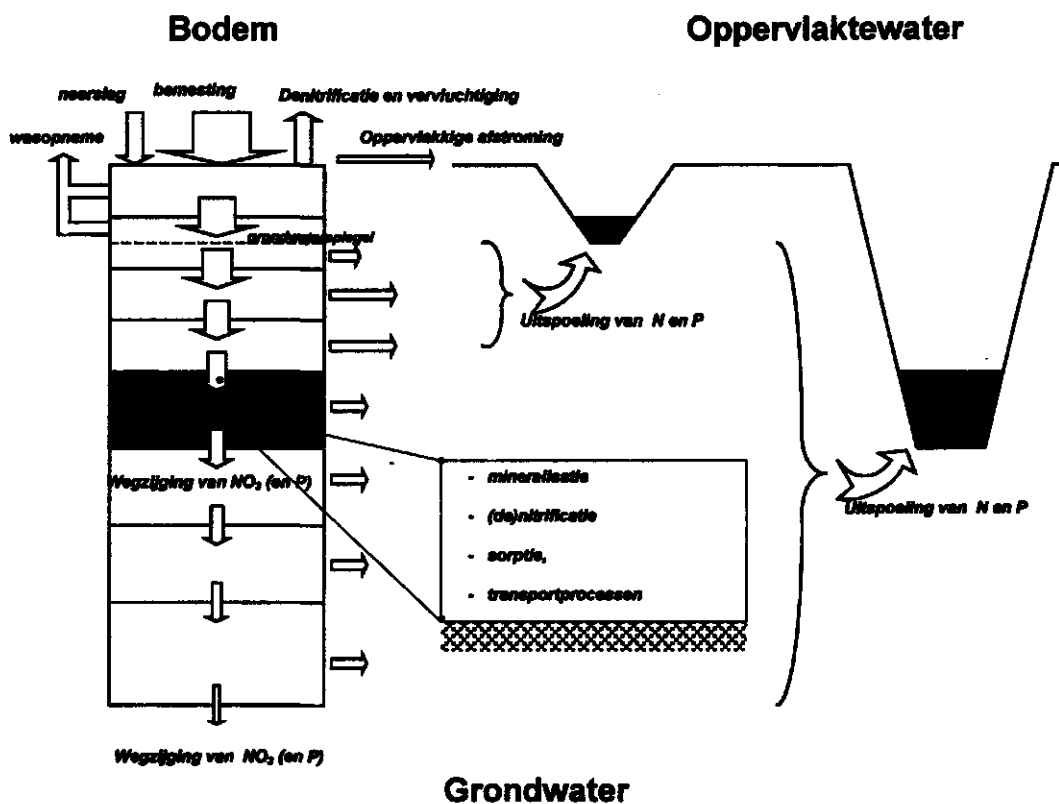 Bodem
Oppervlaktewater
neerslag
bemesting
Denitrificatie en vervluchtiging
wasopname
Oppervlakkige afstroming
grondwaterspiegel
Uitspoeling van N en P
Wegzijging van NO₃ (en P)
- mineralisatie
- (de)nitrificatie
- sorptie,
- transportprocessen
Uitspoeling van N en P
Wegzijging van NO₃ (en P)
Grondwater